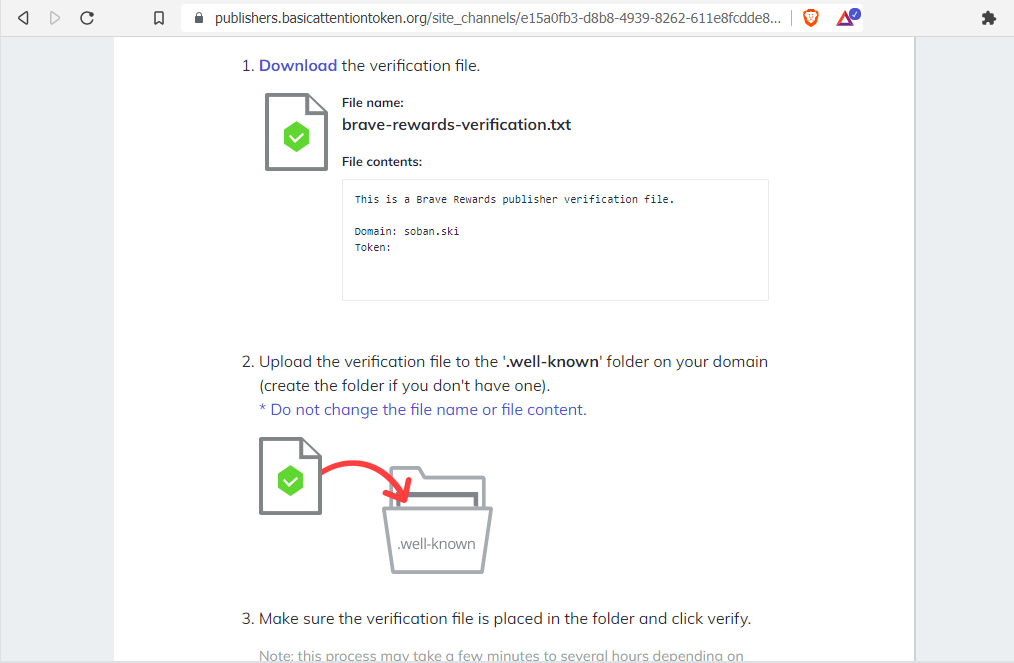 publishers.basicattentiontoken.org/site_channels/e15a0fb3-d8b8-4939-8262-611e8fcdde8...
1. Download the verification file.
File name:
brave-rewards-verification.txt
File contents:
This is a Brave Rewards publisher verification file.
Domain: soban.ski
Token:
2. Upload the verification file to the '.well-known' folder on your domain
(create the folder if you don't have one).
* Do not change the file name or file content.
.well-known
3. Make sure the verification file is placed in the folder and click verify.
Note: this process may take a few minutes to several hours depending on